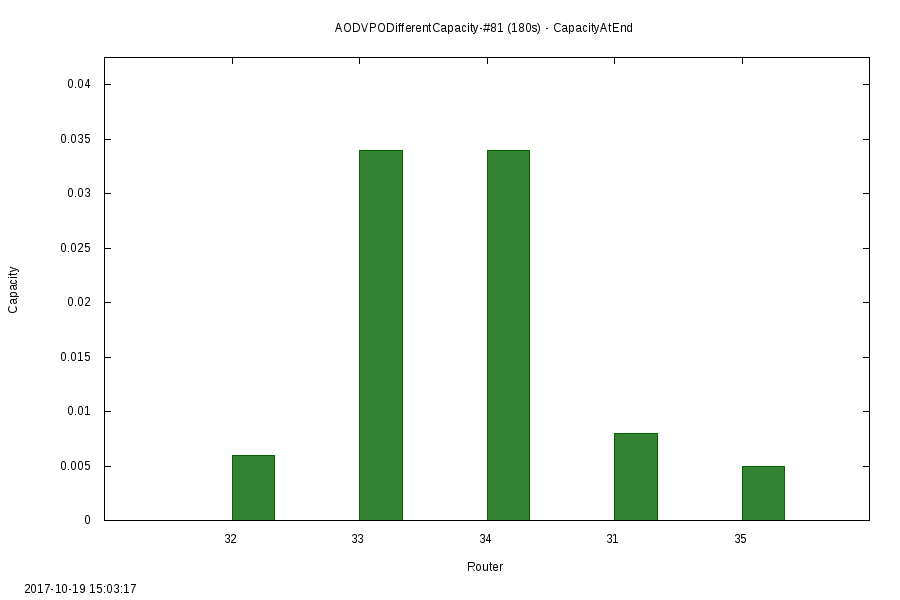 AODVPODifferentCapacity-#81 (180s) - CapacityAtEnd
0.04
0.035
0.03
0.025
0.02
0.015
0.01
0.005
0
Capacity
32 33 34 31 35
Router
2017-10-19 15:03:17